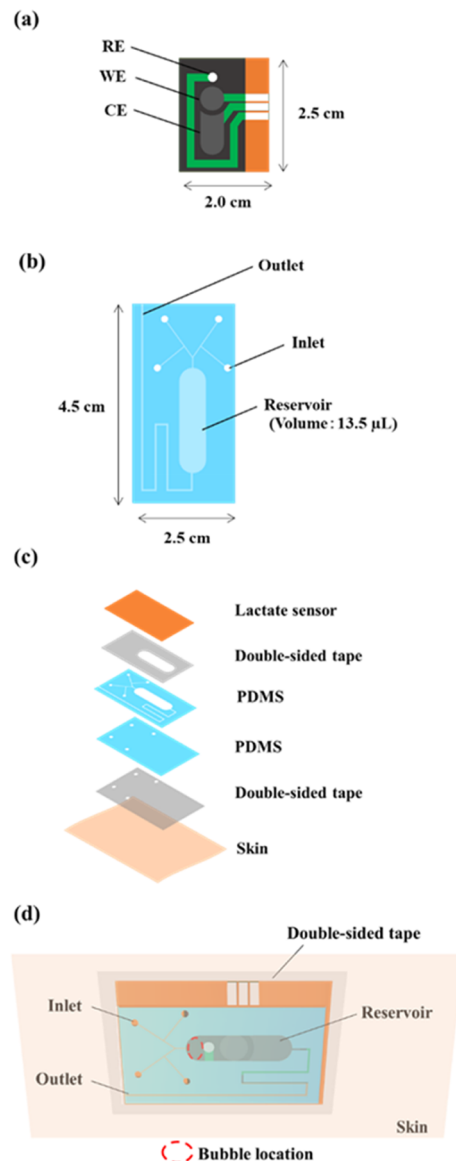 (a)
RE
WE
CE
2.5 cm
2.0 cm
(b)
Outlet
Inlet
4.5 cm
Reservoir
(Volume: 13.5 μL)
2.5 cm
(c)
Lactate sensor
Double-sided tape
PDMS
PDMS
Double-sided tape
Skin
(d)
Double-sided tape
Inlet
Reservoir
Outlet
Skin
Bubble location